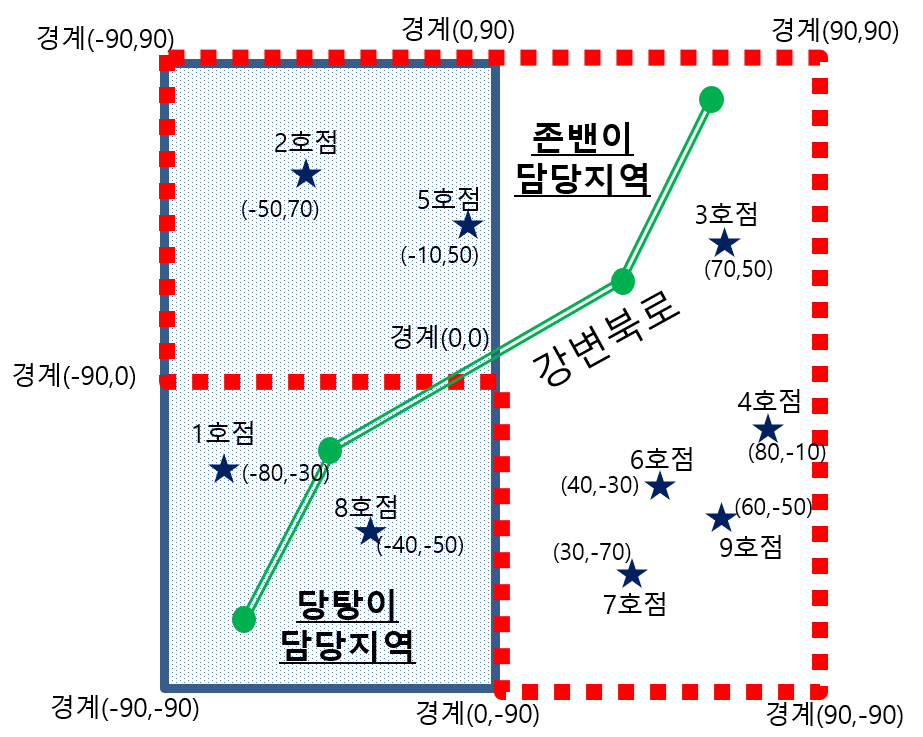 경계(-90,90)
경계(0,90)
경계(90,90)
존밴이
담당지역
2호점
(-50,70)
5호점
(-10,50)
3호점
(70,50)
경계(0,0)
강변북로
경계(-90,0)
1호점
(-80,-30)
4호점
(80,-10)
6호점
(40,-30)
8호점
(-40,-50)
(60,-50)
9호점
(30,-70)
7호점
당탕이
담당지역
경계(-90,-90)
경계(0,-90)
경계(90,-90)